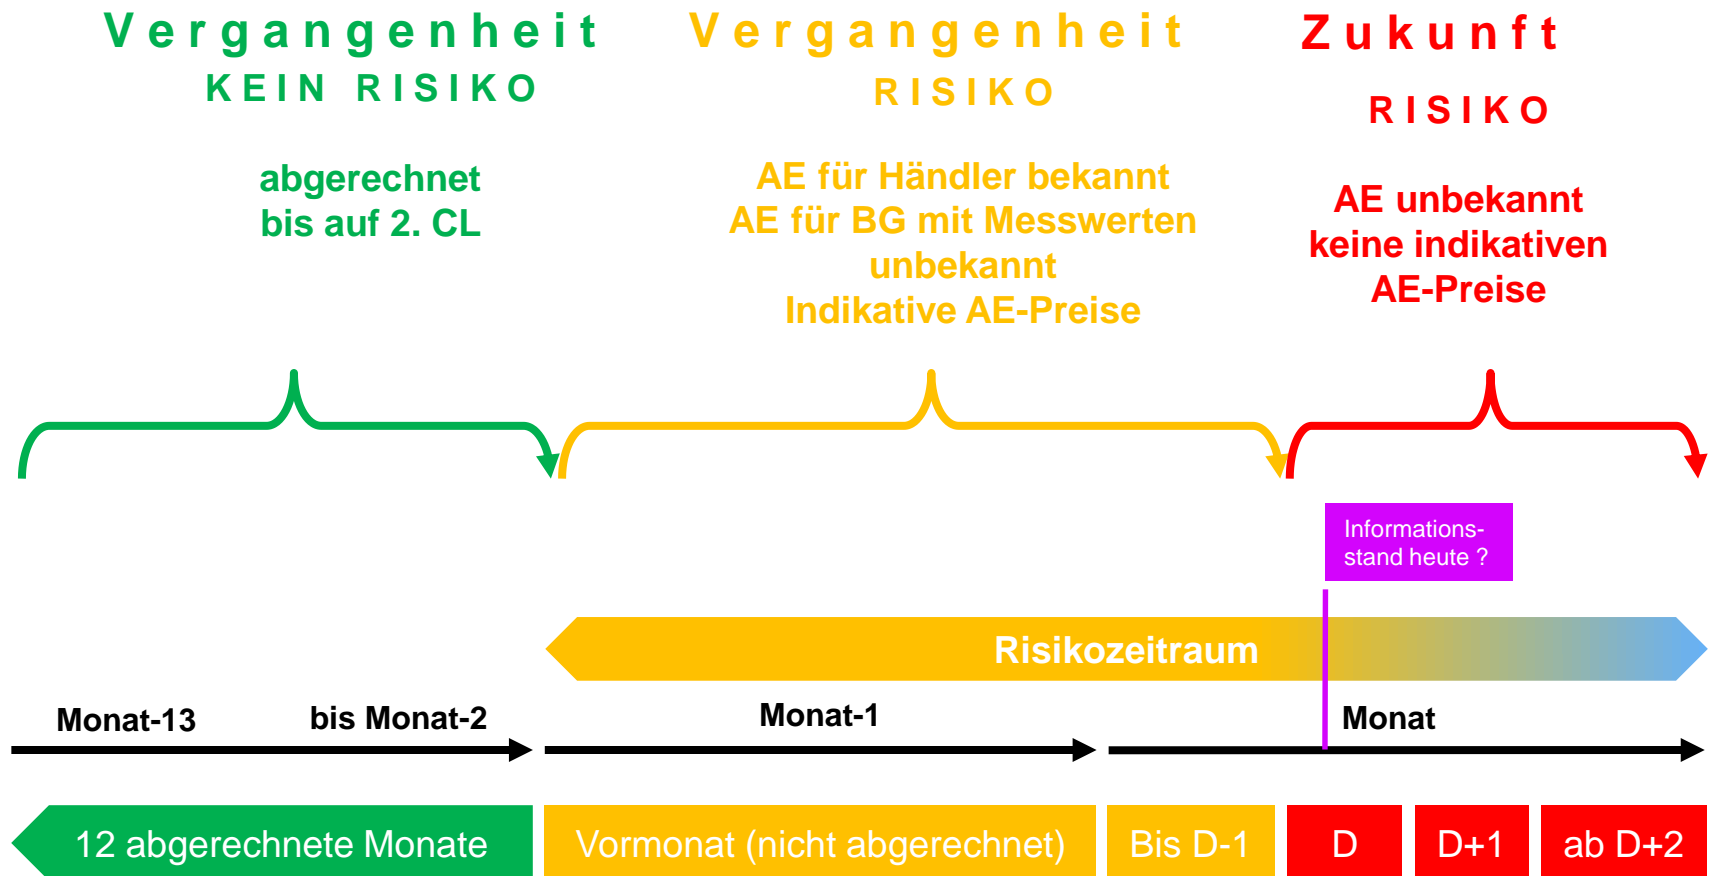 Vergangenheit
KEIN RISIKO
abgerechnet
bis auf 2. CL
Vergangenheit
RISIKO
AE für Händler bekannt
AE für BG mit Messwerten
unbekannt
Indikative AE-Preise
Zukunft
RISIKO
AE unbekannt
keine indikativen
AE-Preise
Informations-
stand heute ?
Risikozeitraum
Monat-13
bis Monat-2
Monat-1
Monat
12 abgerechnete Monate
Vormonat (nicht abgerechnet)
Bis D-1
D
D+1
ab D+2